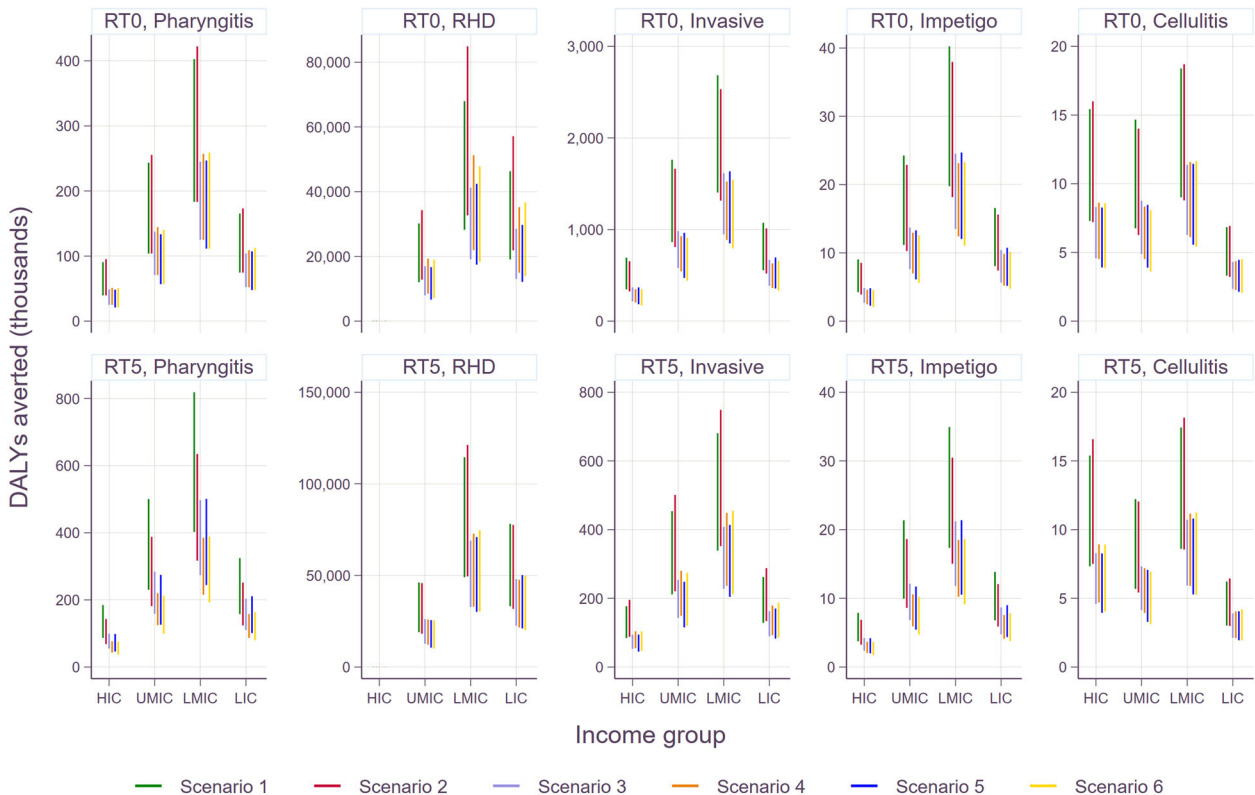 RT0, Pharyngitis
RT0, RHD
RT0, Invasive
RT0, Impetigo
RT0, Cellulitis
400
300
200
100
0
80,000
60,000
40,000
20,000
0
3,000
2,000
1,000
0
40
30
20
10
0
20
15
10
5
0
DALYs averted (thousands)
RT5, Pharyngitis
RT5, RHD
RT5, Invasive
RT5, Impetigo
RT5, Cellulitis
800
600
400
200
0
150,000
100,000
50,000
0
800
600
400
200
0
40
30
20
10
0
20
15
10
5
0
HIC UMIC LMIC LIC
HIC UMIC LMIC LIC
HIC UMIC LMIC LIC
HIC UMIC LMIC LIC
HIC UMIC LMIC LIC
Income group
Scenario 1 Scenario 2 Scenario 3 Scenario 4 Scenario 5 Scenario 6